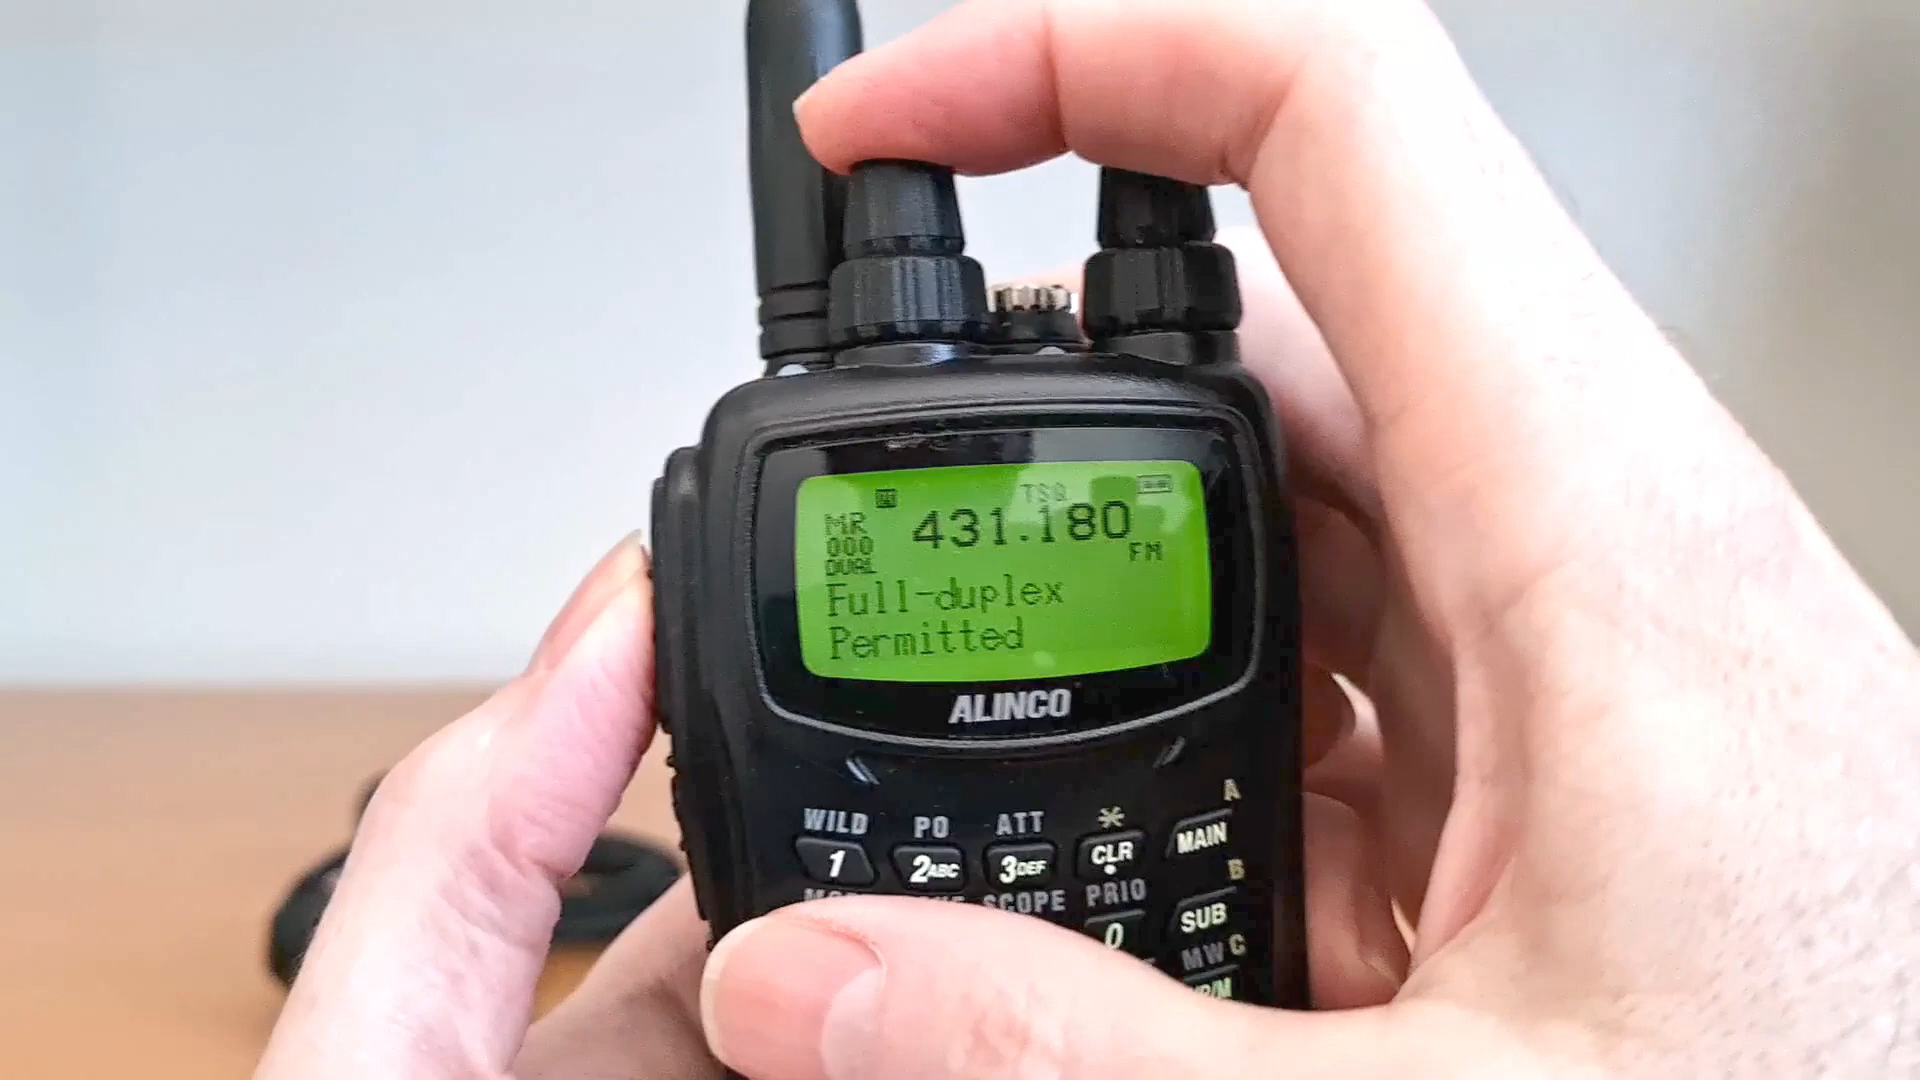 TSQ
MR 431.180
000
DUAL FM
Full-duplex
Permitted
ALINCO
A
WILD PO ATT *
1 2ABC 3DEF CLR MAIN
B
SCOPE PRIO
0 SUB
MW C